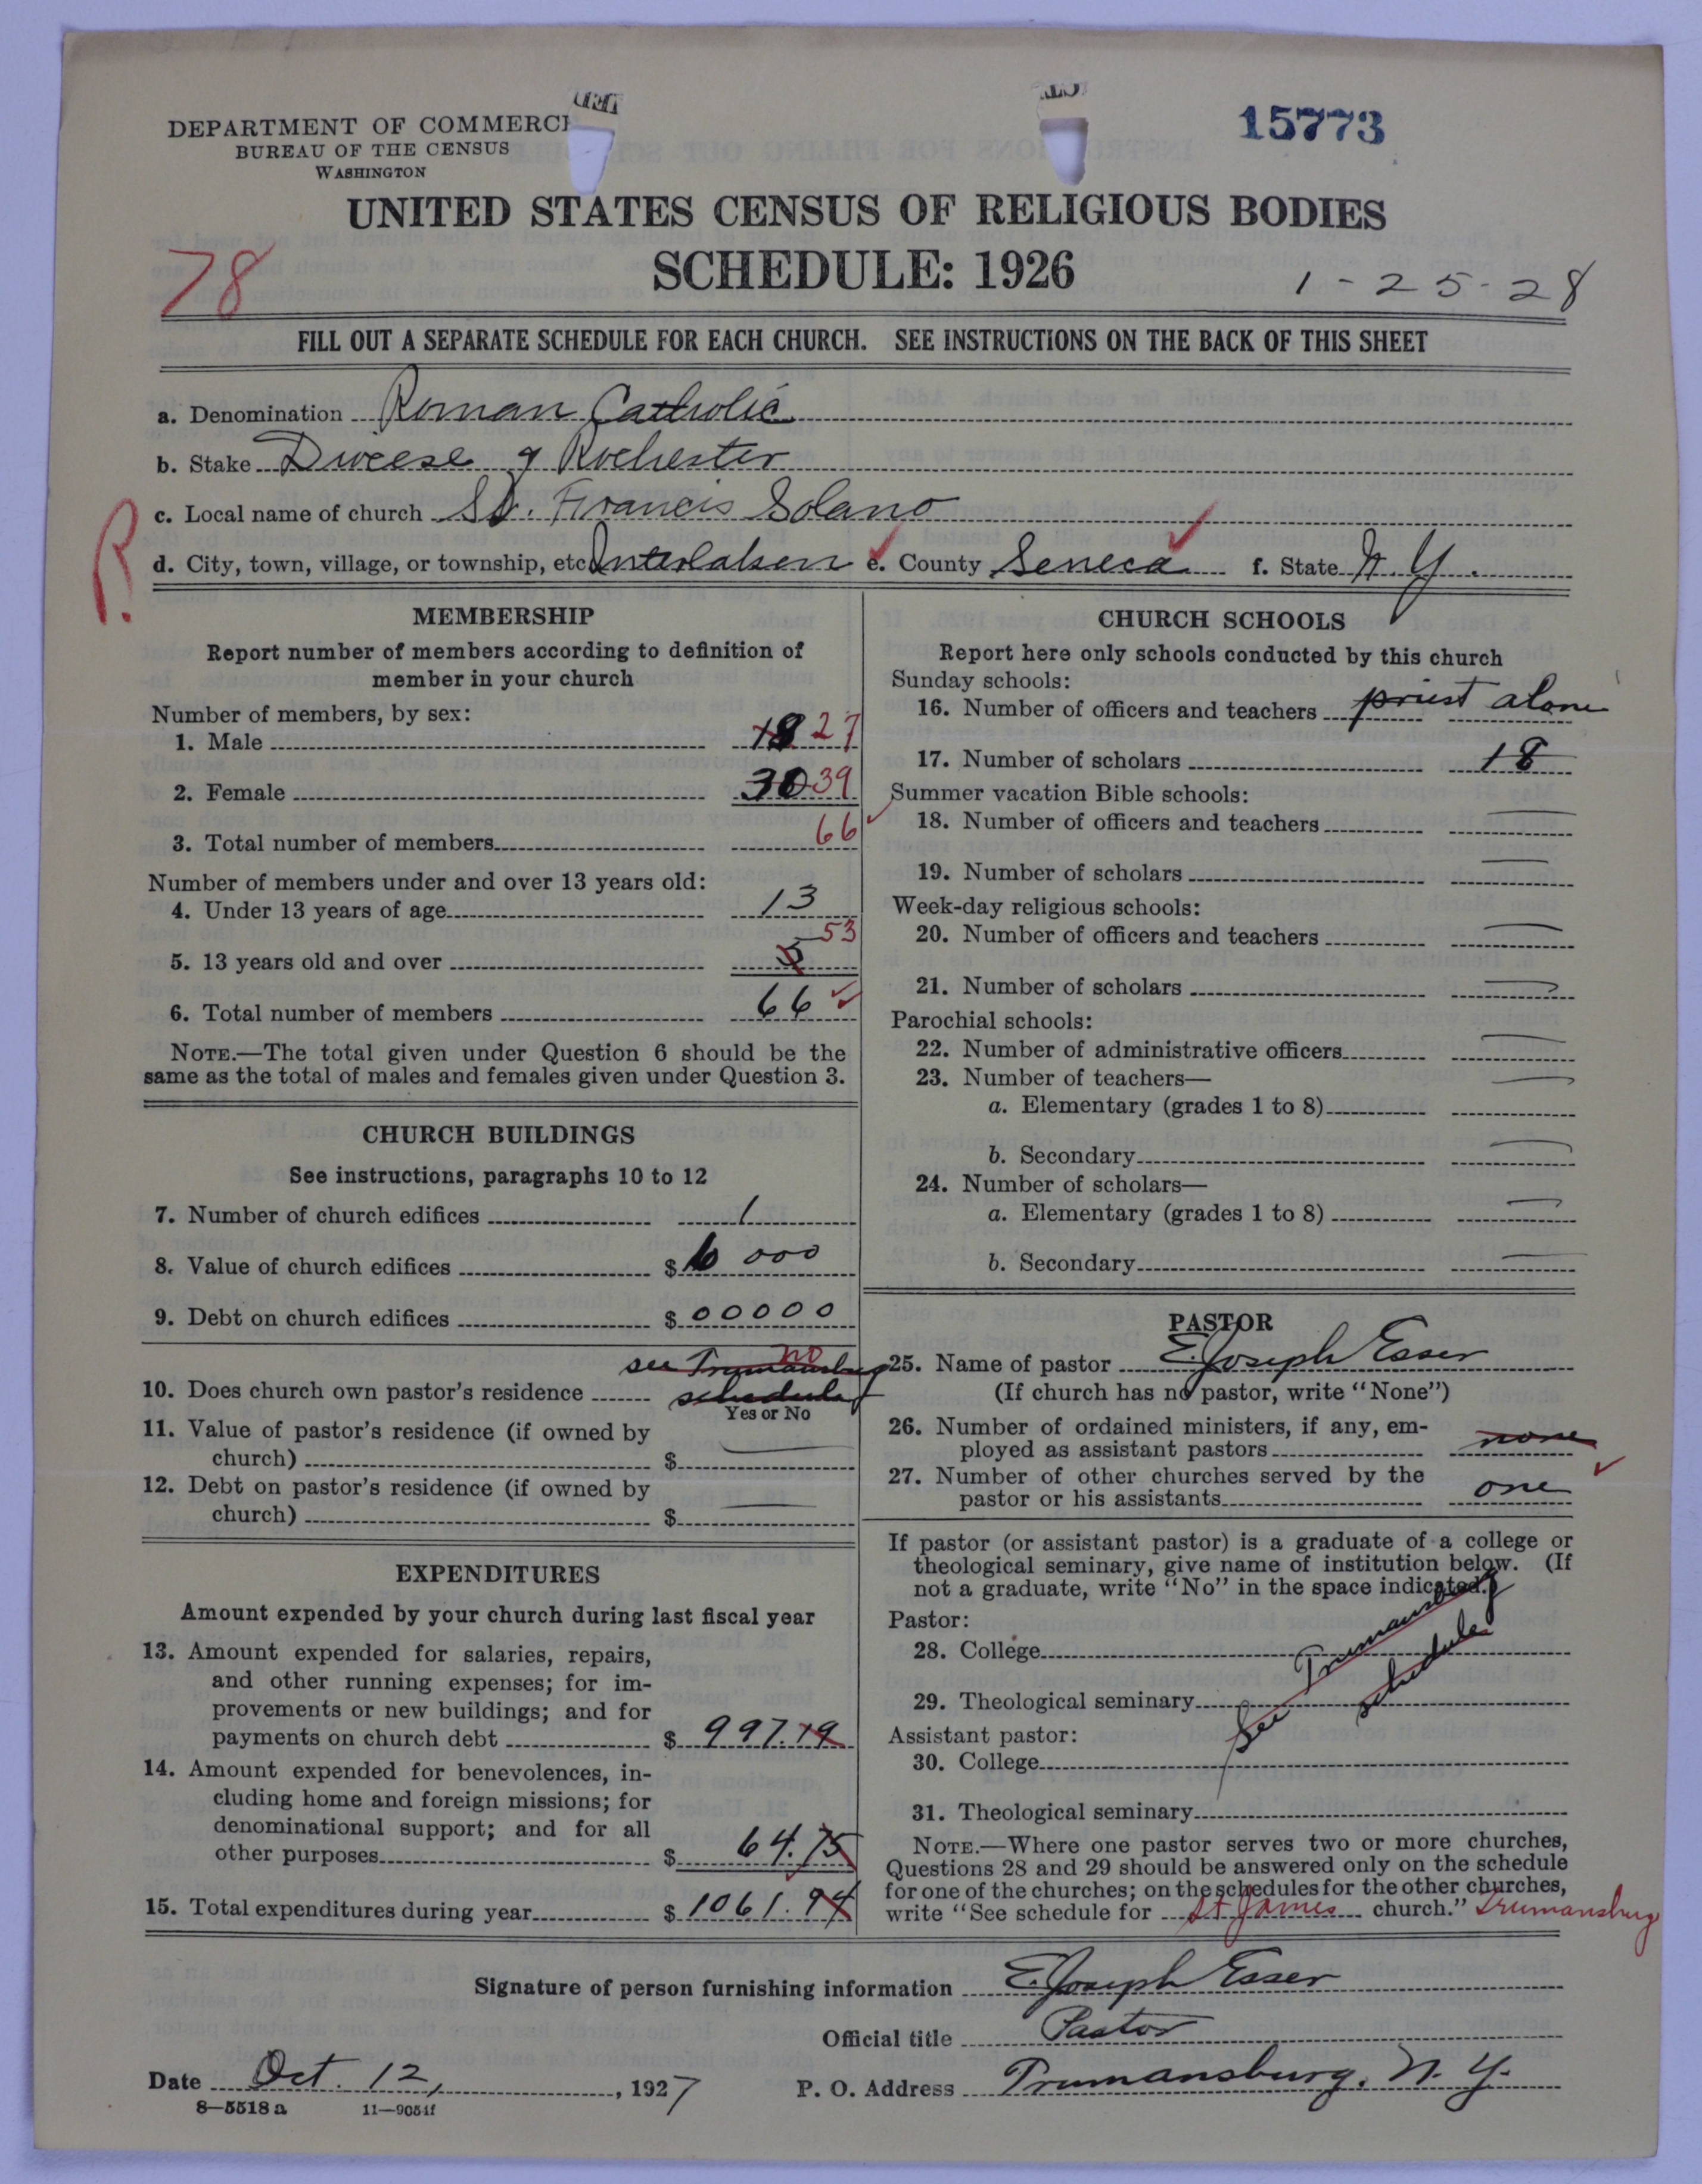 DEPARTMENT OF COMMERCE
BUREAU OF THE CENSUS
WASHINGTON
15773
UNITED STATES CENSUS OF RELIGIOUS BODIES
SCHEDULE: 1926
78
1-25-28
FILL OUT A SEPARATE SCHEDULE FOR EACH CHURCH. SEE INSTRUCTIONS ON THE BACK OF THIS SHEET
a. Denomination Roman Catholic
b. Stake Diocese of Rochester
c. Local name of church St. Francis Solano
R
d. City, town, village, or township, etc Interlaken e. County Seneca f. State N.Y.
MEMBERSHIP
Report number of members according to definition of
member in your church
Number of members, by sex:
1. Male 18 27
2. Female 30 39
3. Total number of members 66
Number of members under and over 13 years old:
4. Under 13 years of age 13
5. 13 years old and over 5 53
6. Total number of members 66
NOTE.—The total given under Question 6 should be the
same as the total of males and females given under Question 3.
CHURCH BUILDINGS
See instructions, paragraphs 10 to 12
7. Number of church edifices 1
8. Value of church edifices $ 6 000
9. Debt on church edifices $ 00000
see Trumansburg no
10. Does church own pastor's residence schedule
Yes or No
11. Value of pastor's residence (if owned by
church) $
12. Debt on pastor's residence (if owned by
church) $
EXPENDITURES
Amount expended by your church during last fiscal year
13. Amount expended for salaries, repairs,
and other running expenses; for im-
provements or new buildings; and for
payments on church debt $ 997.19
14. Amount expended for benevolences, in-
cluding home and foreign missions; for
denominational support; and for all
other purposes $ 64.75
15. Total expenditures during year $ 1061.94
CHURCH SCHOOLS
Report here only schools conducted by this church
Sunday schools:
16. Number of officers and teachers priest alone
17. Number of scholars 18
Summer vacation Bible schools:
18. Number of officers and teachers
19. Number of scholars
Week-day religious schools:
20. Number of officers and teachers
21. Number of scholars
Parochial schools:
22. Number of administrative officers
23. Number of teachers—
a. Elementary (grades 1 to 8)
b. Secondary
24. Number of scholars—
a. Elementary (grades 1 to 8)
b. Secondary
PASTOR
25. Name of pastor E. Joseph Esser
(If church has no pastor, write "None")
26. Number of ordained ministers, if any, em-
ployed as assistant pastors none
27. Number of other churches served by the
pastor or his assistants one
If pastor (or assistant pastor) is a graduate of a college or
theological seminary, give name of institution below. (If
not a graduate, write "No" in the space indicated.)
Pastor:
28. College
See Trumansburg
schedule
29. Theological seminary
Assistant pastor:
30. College
31. Theological seminary
NOTE.—Where one pastor serves two or more churches,
Questions 28 and 29 should be answered only on the schedule
for one of the churches; on the schedules for the other churches,
write "See schedule for St James church." Trumansburg
Signature of person furnishing information E. Joseph Esser
Official title Pastor
Date Oct. 12, 1927 P. O. Address Trumansburg, N. Y.
8—5518a 11—9054f